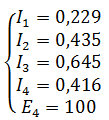 I₁ = 0,229
I₂ = 0,435
I₃ = 0,645
I₄ = 0,416
E₄ = 100